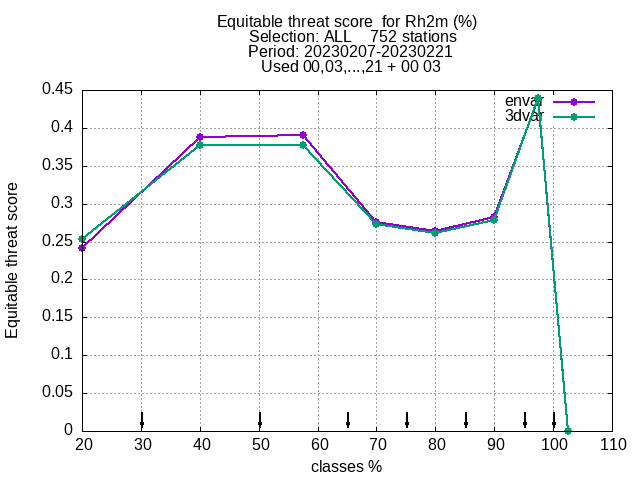 Equitable threat score  for Rh2m (%)
Selection: ALL    752 stations
Period: 20230207-20230221
Used 00,03,...,21 + 00 03
envar
3dvar
0.45
0.4
0.35
0.3
0.25
0.2
0.15
0.1
0.05
0
Equitable threat score
20 30 40 50 60 70 80 90 100 110
classes %